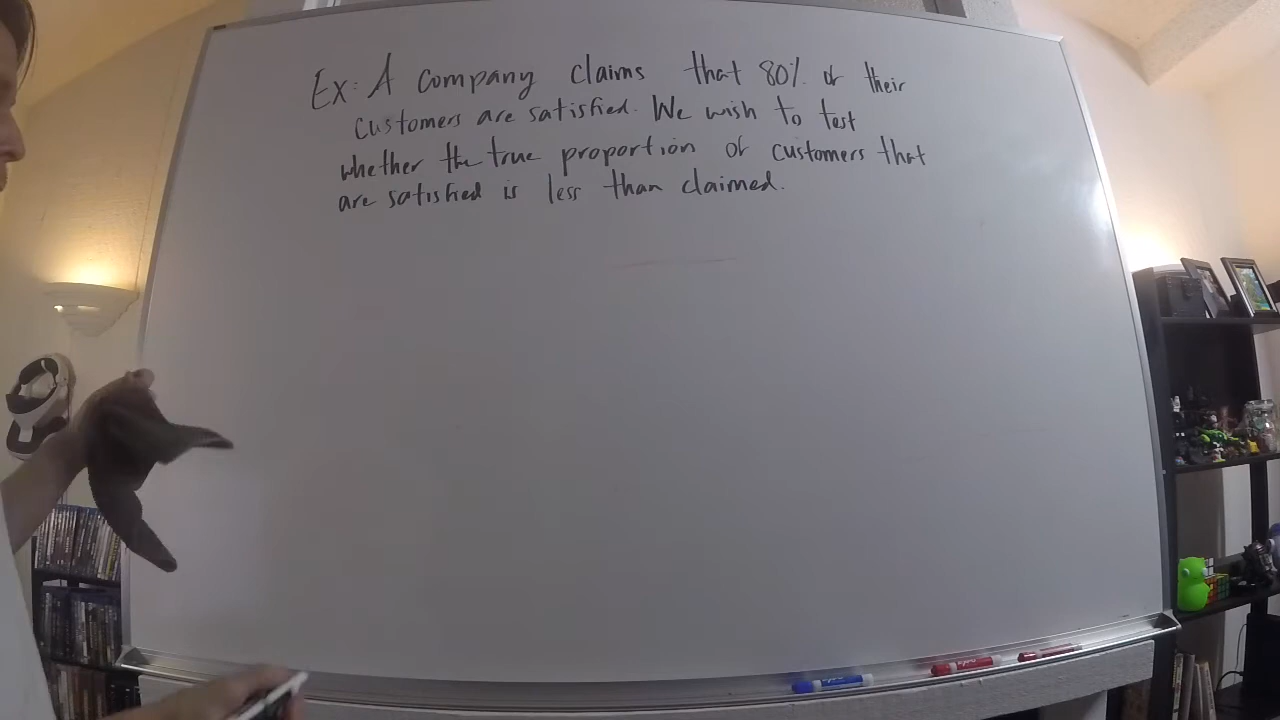 Ex: A company claims that 80% of their
customers are satisfied. We wish to test
whether the true proportion of customers that
are satisfied is less than claimed.